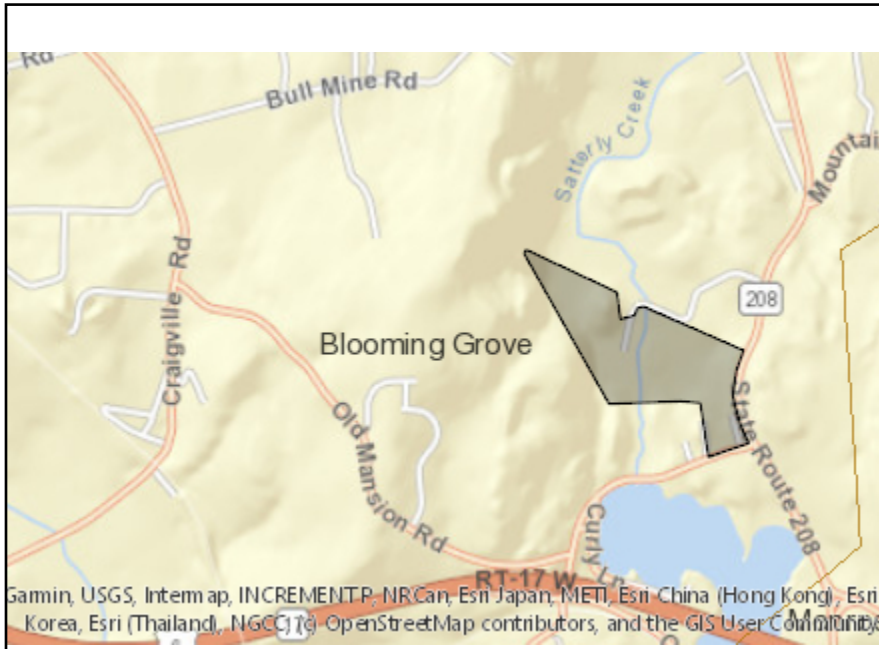 Rd
Bull Mine Rd
Satterly Creek
Mountai
Craigville Rd
208
Blooming Grove
Old Mansion Rd
State Route 208
Curly Ln
RT-17 W
Garmin, USGS, Intermap, INCREMENT P, NRCan, Esri Japan, METI, Esri China (Hong Kong), Esri
Korea, Esri (Thailand), NGCC, (c) OpenStreetMap contributors, and the GIS User Community
17